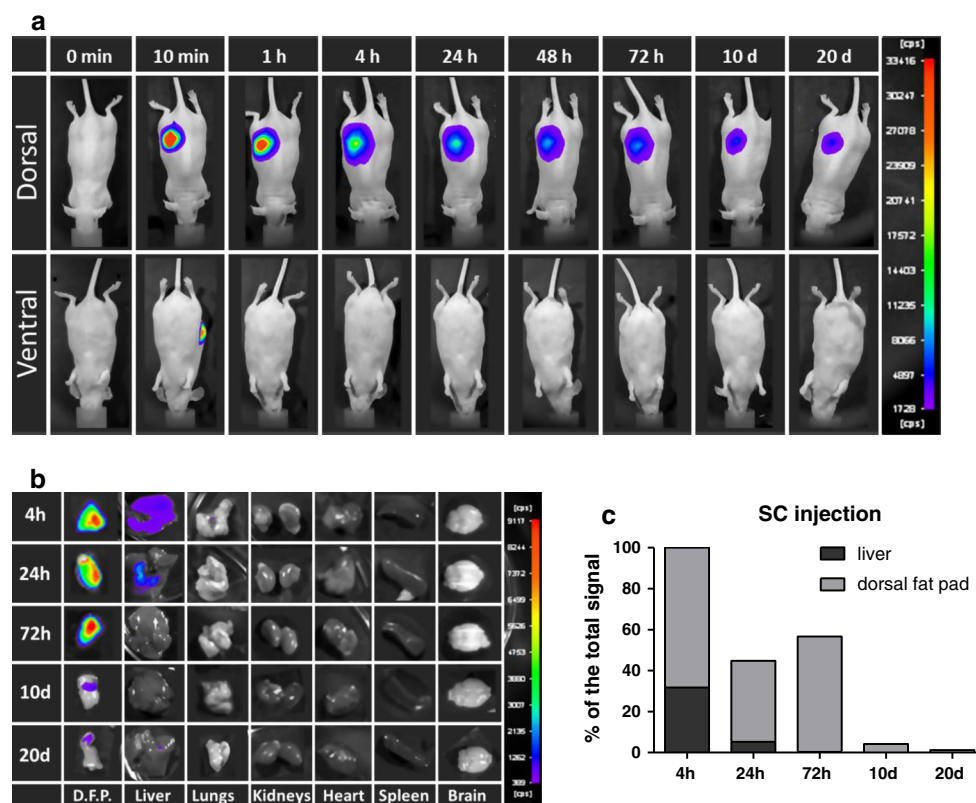 a
0 min 10 min 1 h 4 h 24 h 48 h 72 h 10 d 20 d
[cps]
Dorsal
Ventral
33416
30247
27078
23909
20741
17572
14403
11235
8066
4897
1728
[cps]
b
4h
24h
72h
10d
20d
D.F.P. Liver Lungs Kidneys Heart Spleen Brain
[cps]
9117
8244
7372
6499
5626
4753
3880
3007
2135
1262
389
[cps]
c
SC injection
liver
dorsal fat pad
% of the total signal
100
80
60
40
20
0
4h 24h 72h 10d 20d